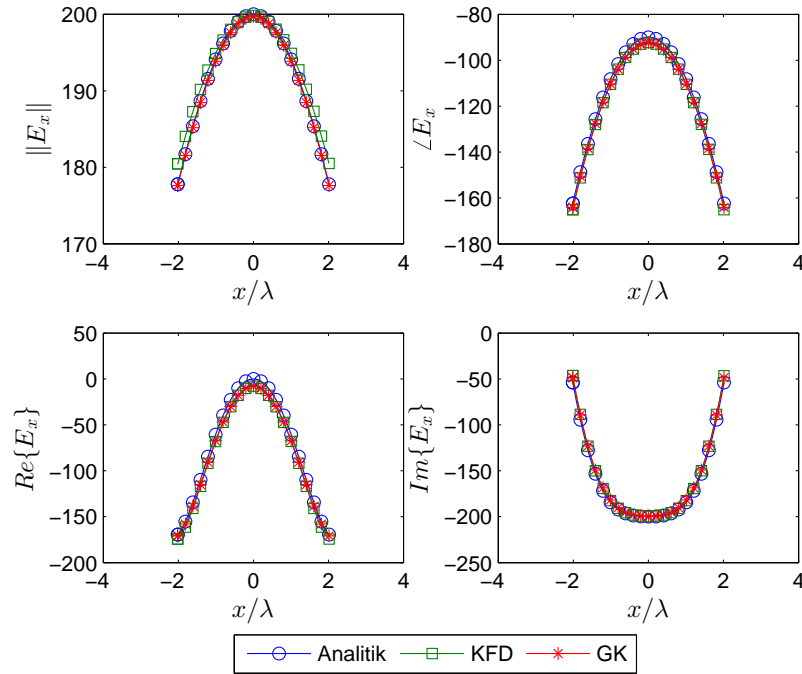 200
190
180
170
‖E_x‖
−4 −2 0 2 4
x/λ
−80
−100
−120
−140
−160
−180
∠E_x
−4 −2 0 2 4
x/λ
50
0
−50
−100
−150
−200
Re{E_x}
−4 −2 0 2 4
x/λ
0
−50
−100
−150
−200
−250
Im{E_x}
−4 −2 0 2 4
x/λ
Analitik KFD GK